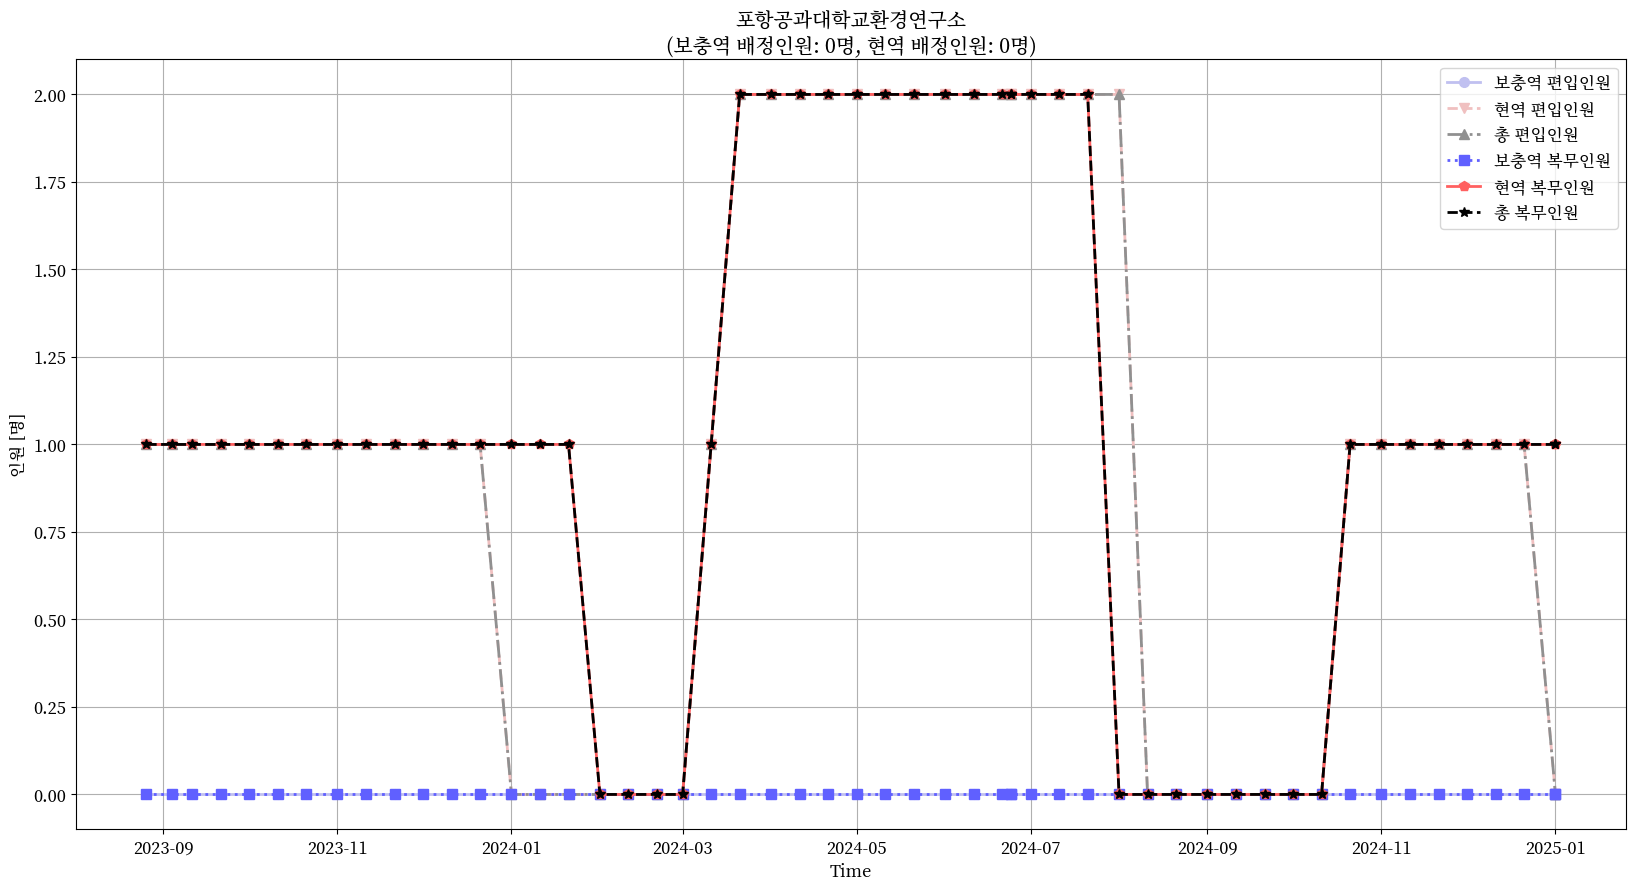 포항공과대학교환경연구소
(보충역 배정인원: 0명, 현역 배정인원: 0명)
보충역 편입인원
현역 편입인원
총 편입인원
보충역 복무인원
현역 복무인원
총 복무인원
인원 [명]
2.00
1.75
1.50
1.25
1.00
0.75
0.50
0.25
0.00
2023-09 2023-11 2024-01 2024-03 2024-05 2024-07 2024-09 2024-11 2025-01
Time